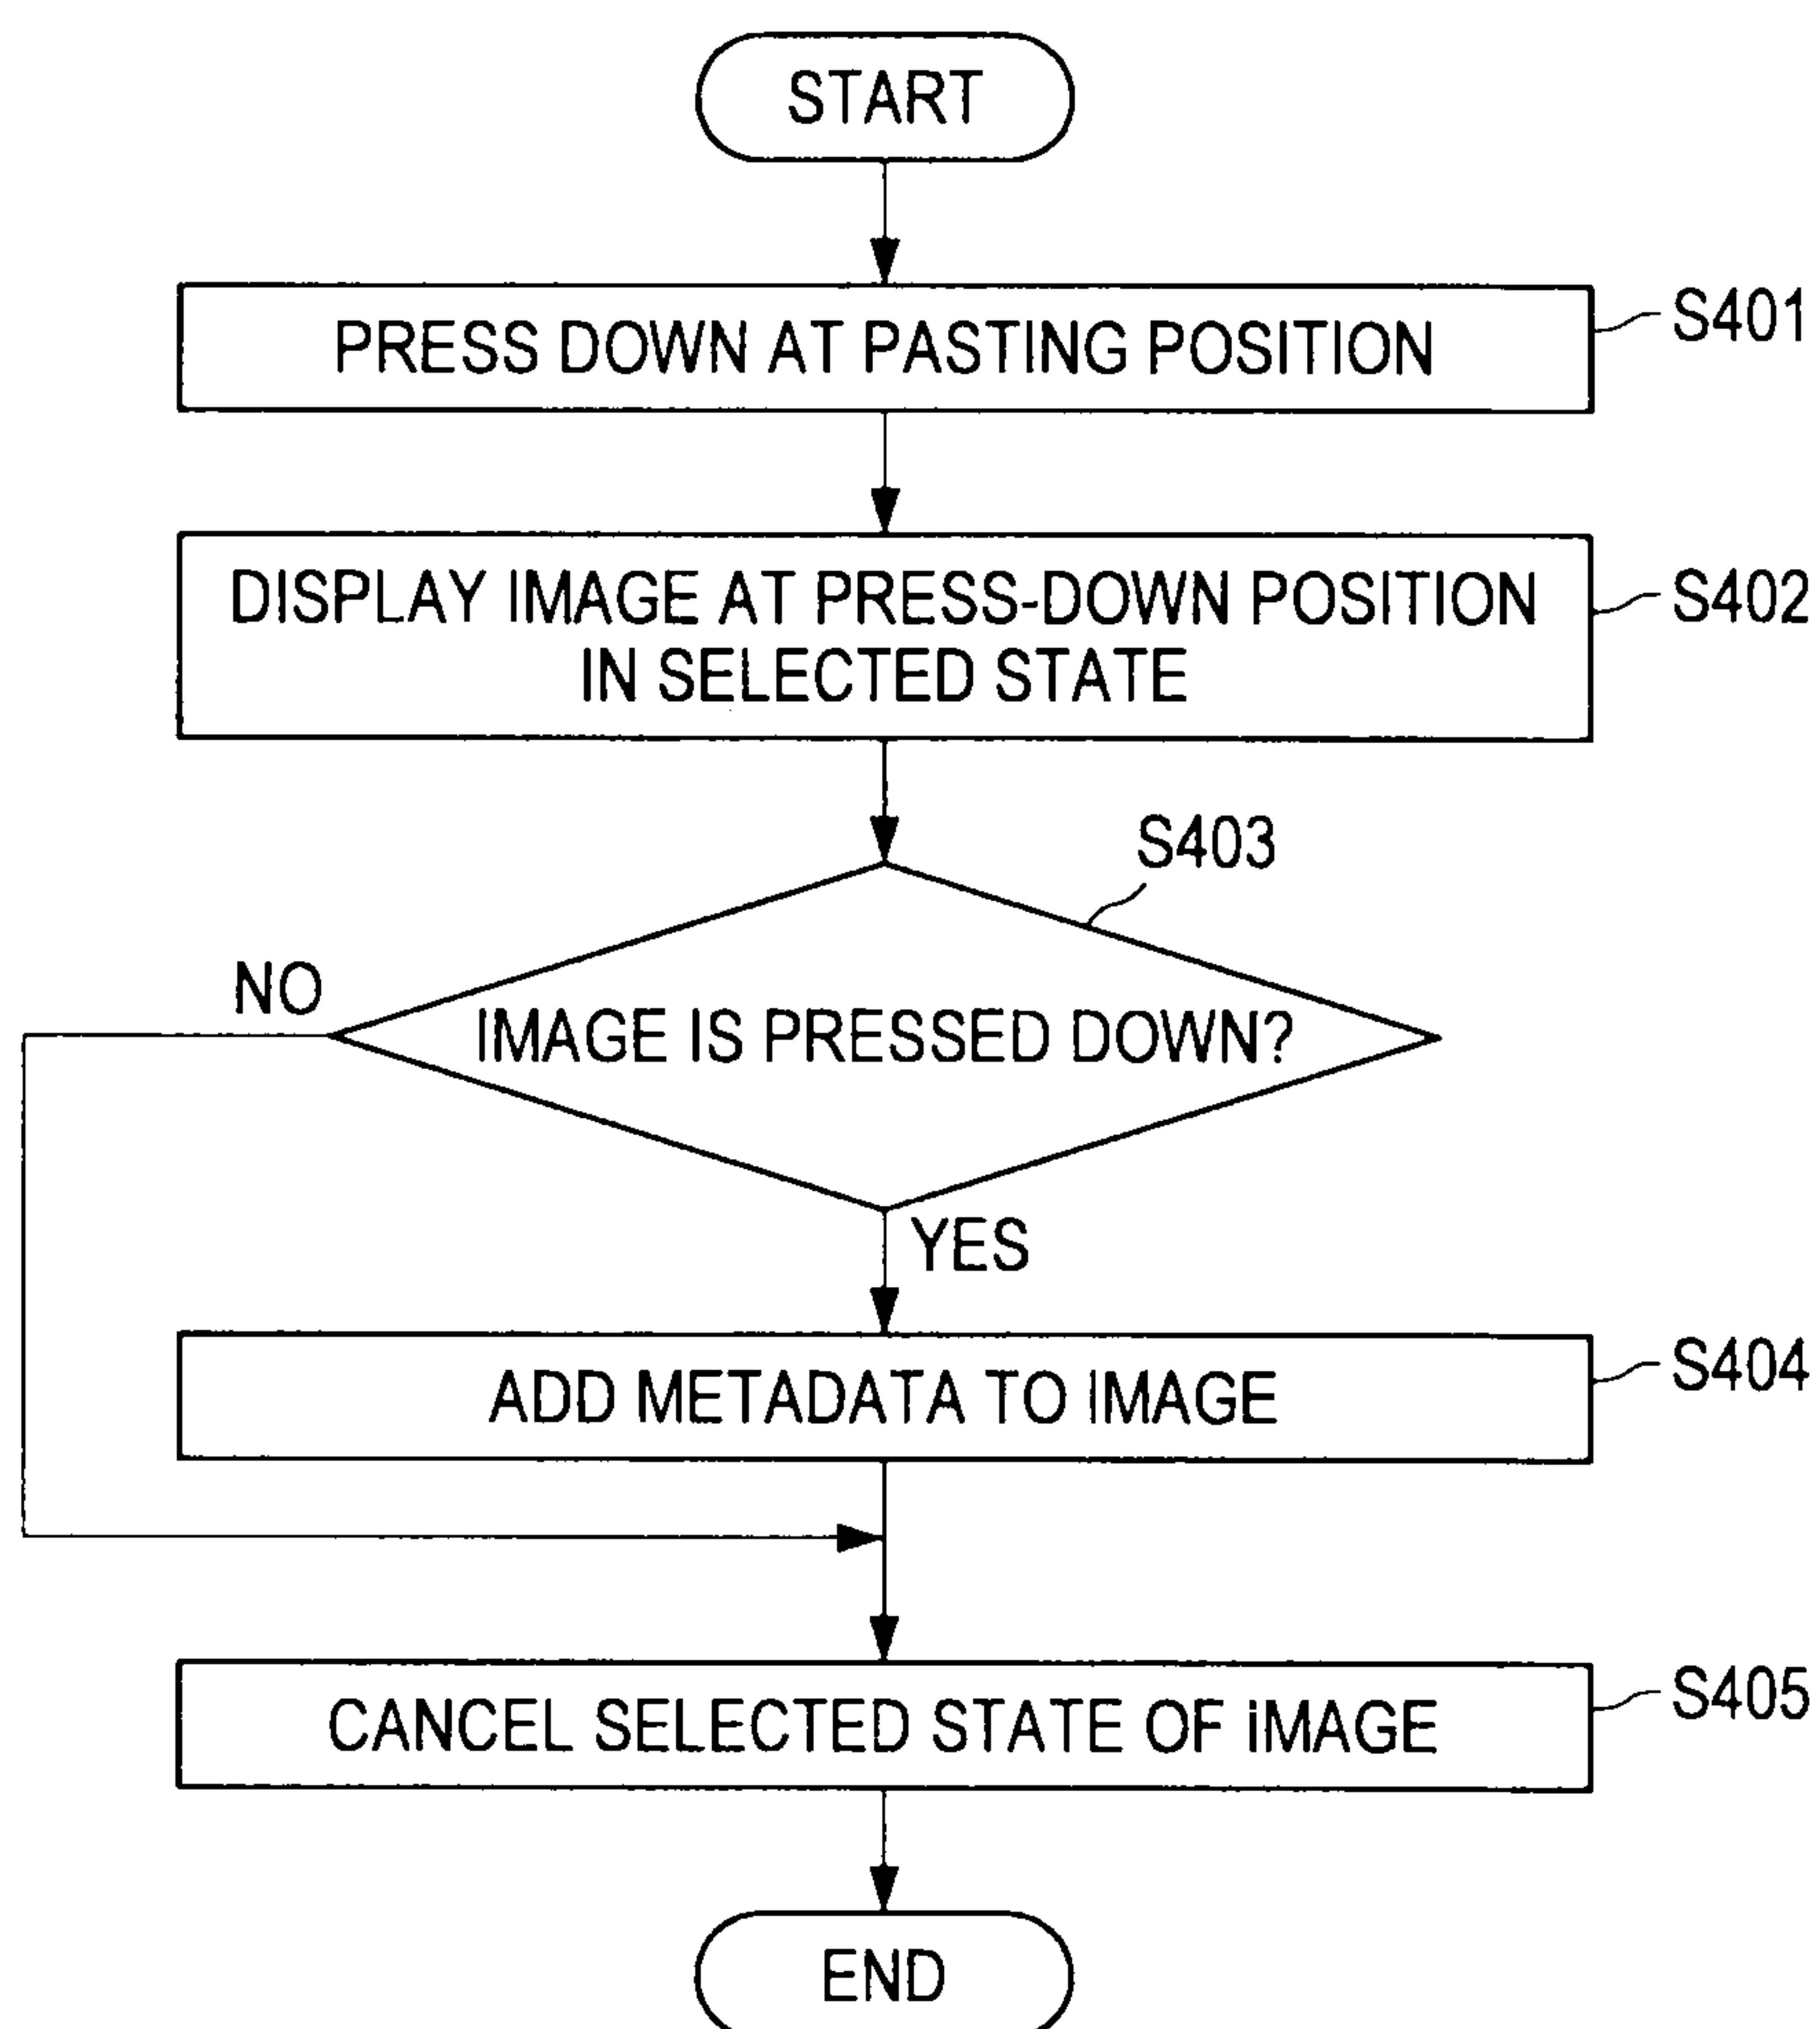 START
PRESS DOWN AT PASTING POSITION
S401
DISPLAY IMAGE AT PRESS-DOWN POSITION
IN SELECTED STATE
S402
S403
NO
IMAGE IS PRESSED DOWN?
YES
ADD METADATA TO IMAGE
S404
CANCEL SELECTED STATE OF iMAGE
S405
END